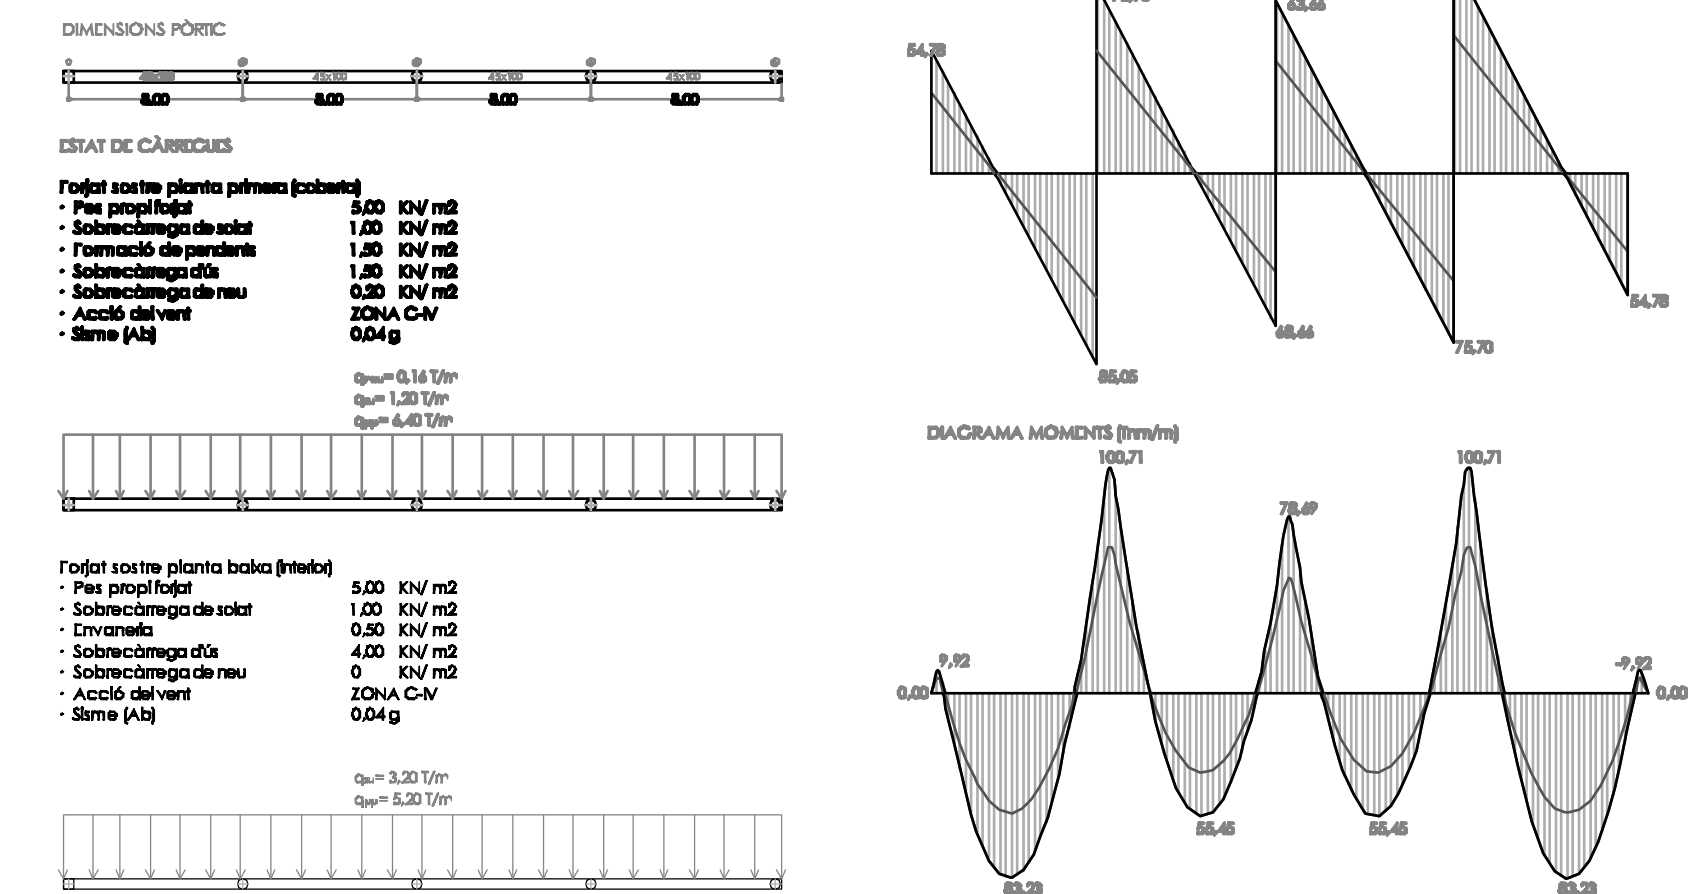 DIMENSIONS PÒRTIC
45x100 45x100 45x100 45x100
8.00 8.00 8.00 8.00
ESTAT DE CÀRREGUES
Forjat sostre planta primera (coberta)
· Pes propi forjat 5,00 KN/ m2
· Sobrecàrrega de solat 1,00 KN/ m2
· Formació de pendents 1,50 KN/ m2
· Sobrecàrrega d'ús 1,50 KN/ m2
· Sobrecàrrega de neu 0,20 KN/ m2
· Acció del vent ZONA C-IV
· Sisme (Ab) 0,04 g
= 0,16 T/m
= 1,20 T/m
qpp= 6,40 T/m
Forjat sostre planta baixa (interior)
· Pes propi forjat 5,00 KN/ m2
· Sobrecàrrega de solat 1,00 KN/ m2
· Envaneria 0,50 KN/ m2
· Sobrecàrrega d'ús 4,00 KN/ m2
· Sobrecàrrega de neu 0 KN/ m2
· Acció del vent ZONA C-IV
· Sisme (Ab) 0,04 g
= 3,20 T/m
qpp= 5,20 T/m
63,66
54,78
54,78
68,66
75,70
85,05
DIAGRAMA MOMENTS (Tnm/m)
100,71 100,71
78,69
9,92 -9,92
0,00 0,00
55,45 55,45
83,23 83,23